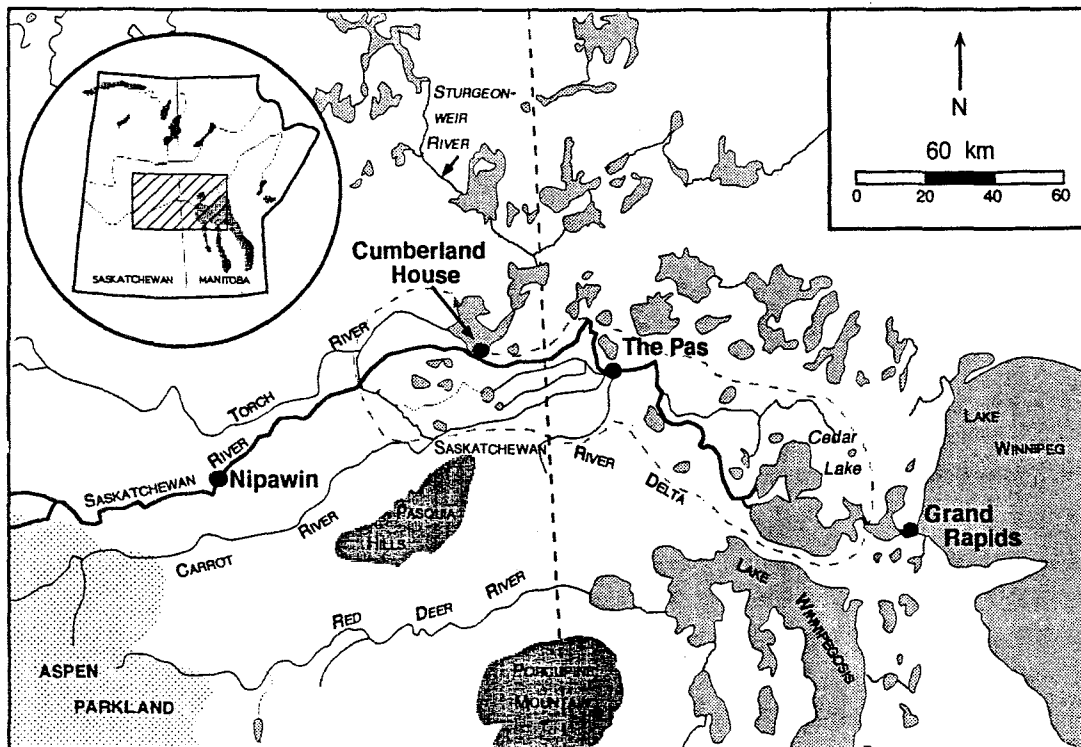 SASKATCHEWAN
MANITOBA
STURGEON-
WEIR
RIVER
N
60 km
0 20 40 60
Cumberland
House
The Pas
TORCH RIVER
SASKATCHEWAN RIVER
Nipawin
CARROT RIVER
SASKATCHEWAN RIVER
DELTA
PASQUIA
HILLS
Cedar
Lake
LAKE
WINNIPEG
Grand
Rapids
LAKE
WINNIPEGOSIS
RED DEER RIVER
PORCUPINE
MOUNTAIN
ASPEN
PARKLAND